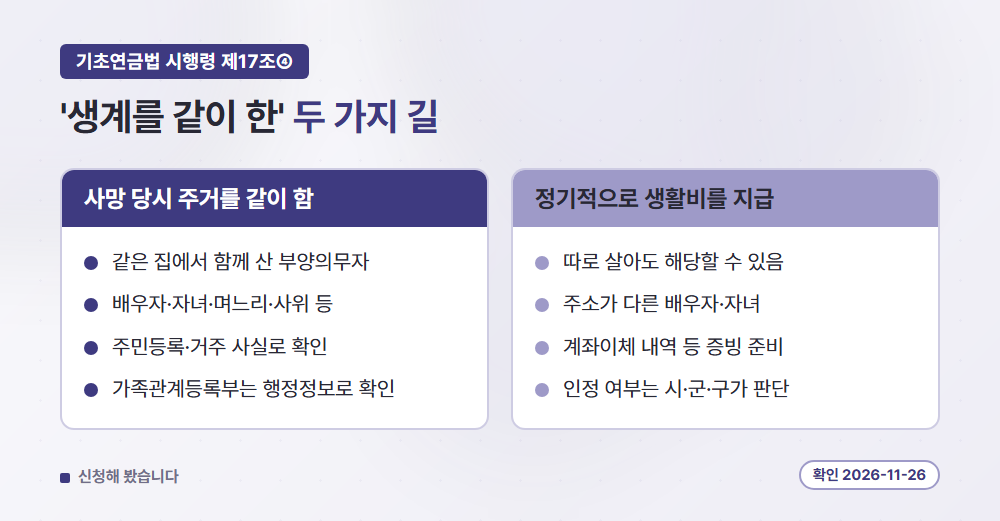 기초연금법 시행령 제17조④
'생계를 같이 한' 두 가지 길
사망 당시 주거를 같이 함
같은 집에서 함께 산 부양의무자
배우자·자녀·며느리·사위 등
주민등록·거주 사실로 확인
가족관계등록부는 행정정보로 확인
정기적으로 생활비를 지급
따로 살아도 해당할 수 있음
주소가 다른 배우자·자녀
계좌이체 내역 등 증빙 준비
인정 여부는 시·군·구가 판단
신청해 봤습니다
확인 2026-11-26